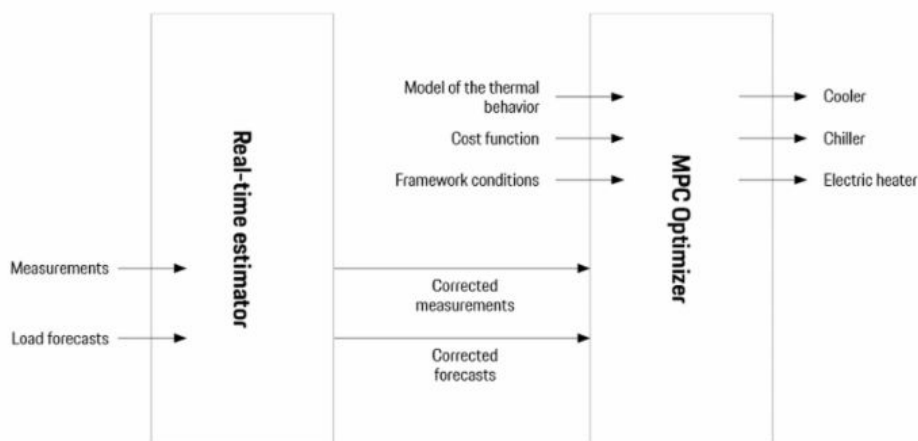 Model of the thermal
behavior
Cost function
Framework conditions
Cooler
Chiller
Electric heater
Real-time estimator
MPC Optimizer
Measurements
Load forecasts
Corrected
measurements
Corrected
forecasts